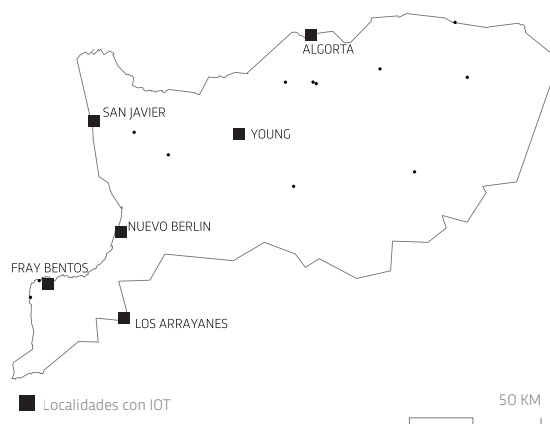 ALGORTA
SAN JAVIER
YOUNG
NUEVO BERLIN
FRAY BENTOS
LOS ARRAYANES
Localidades con IOT
50 KM